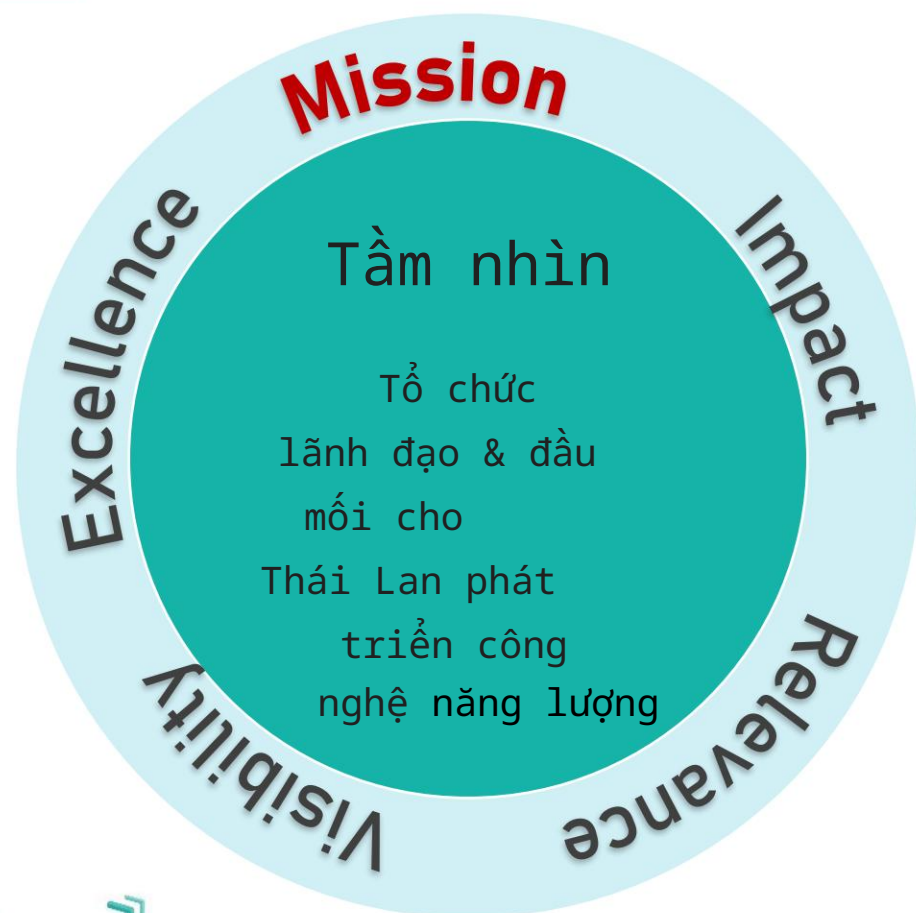 Mission
Impact
Relevance
Visibility
Excellence
Tầm nhìn
Tổ chức
lãnh đạo & đầu
mối cho
Thái Lan phát
triển công
nghệ năng lượng